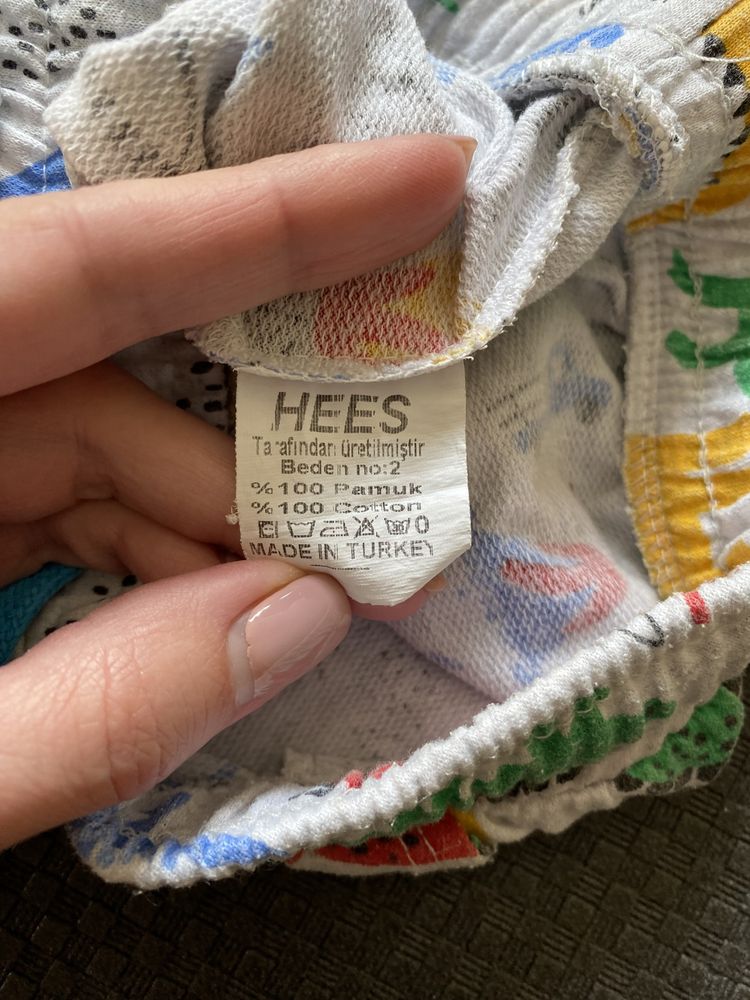 HEES
Tarafından üretilmiştir
Beden no:2
%100 Pamuk
%100 Cotton
MADE IN TURKEY